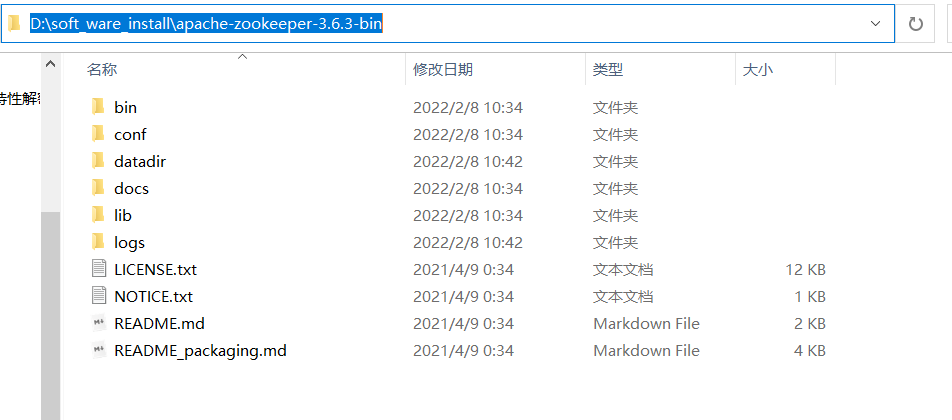 D:\soft_ware_install\apache-zookeeper-3.6.3-bin
名称 修改日期 类型 大小
bin 2022/2/8 10:34 文件夹
conf 2022/2/8 10:34 文件夹
datadir 2022/2/8 10:42 文件夹
docs 2022/2/8 10:34 文件夹
lib 2022/2/8 10:34 文件夹
logs 2022/2/8 10:42 文件夹
LICENSE.txt 2021/4/9 0:34 文本文档 12 KB
NOTICE.txt 2021/4/9 0:34 文本文档 1 KB
README.md 2021/4/9 0:34 Markdown File 2 KB
README_packaging.md 2021/4/9 0:34 Markdown File 4 KB